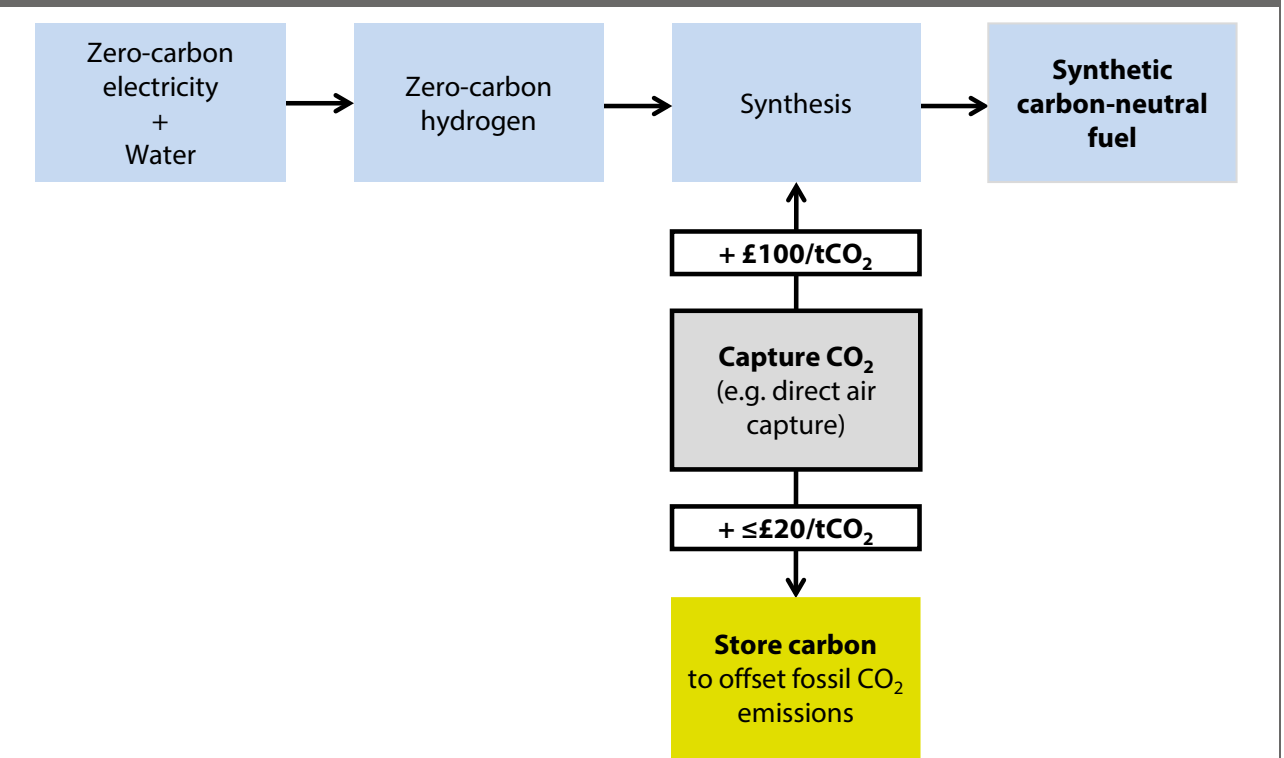 Zero-carbon
electricity
+
Water
Zero-carbon
hydrogen
Synthesis
Synthetic
carbon-neutral
fuel
+ £100/tCO₂
Capture CO₂
(e.g. direct air
capture)
+ ≤£20/tCO₂
Store carbon
to offset fossil CO₂
emissions